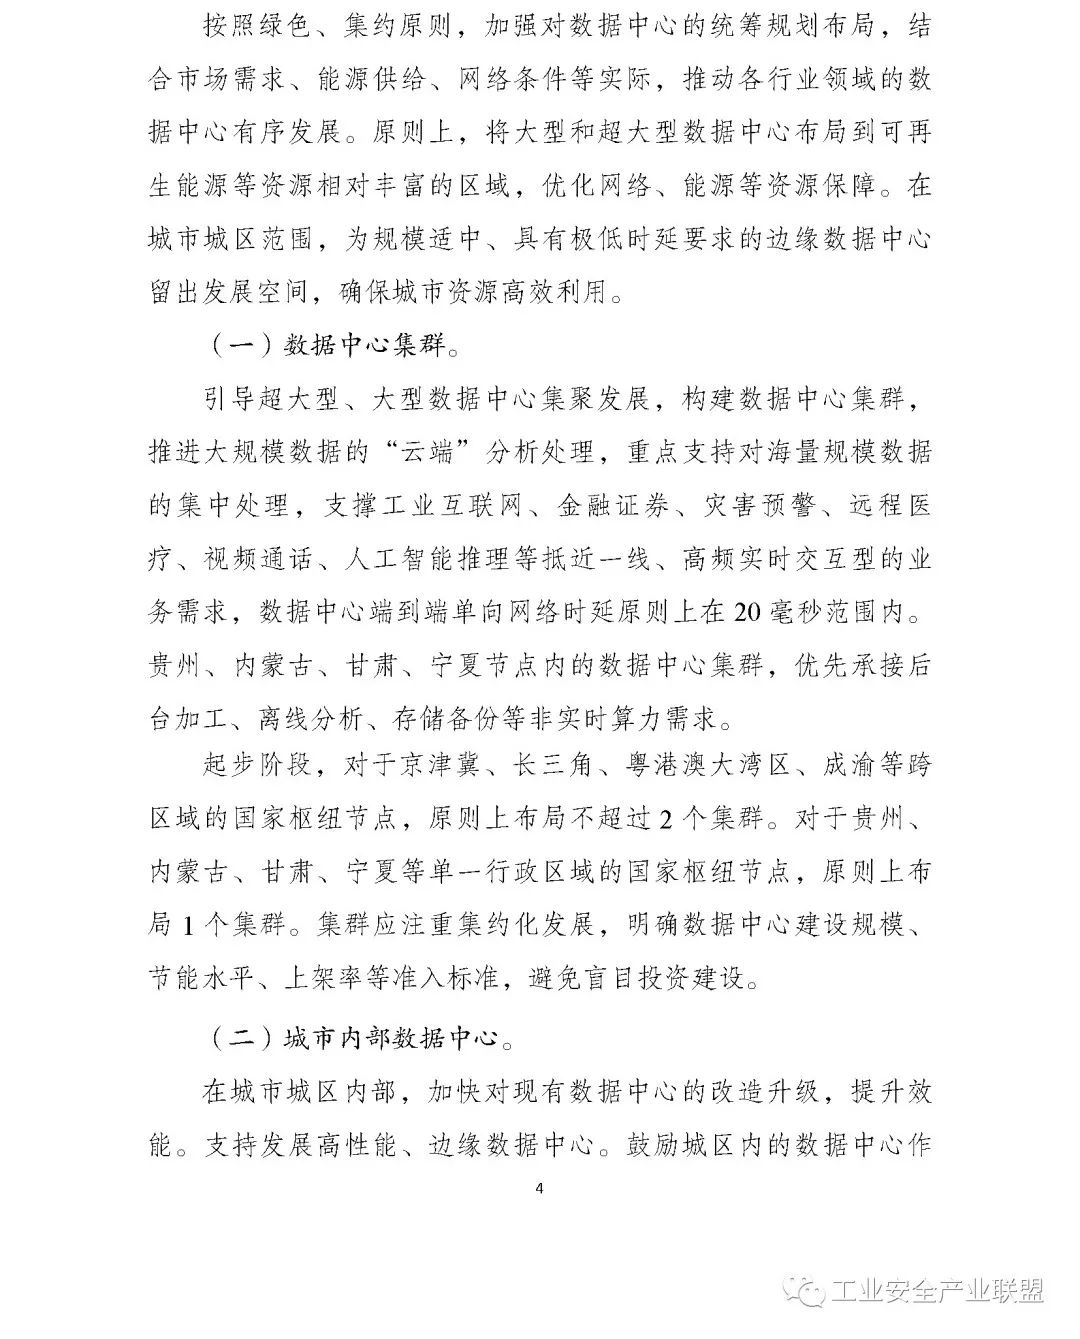 按照绿色、集约原则，加强对数据中心的统筹规划布局，结
合市场需求、能源供给、网络条件等实际，推动各行业领域的数
据中心有序发展。原则上，将大型和超大型数据中心布局到可再
生能源等资源相对丰富的区域，优化网络、能源等资源保障。在
城市城区范围，为规模适中、具有极低时延要求的边缘数据中心
留出发展空间，确保城市资源高效利用。
（一）数据中心集群。
引导超大型、大型数据中心集聚发展，构建数据中心集群，
推进大规模数据的“云端”分析处理，重点支持对海量规模数据
的集中处理，支撑工业互联网、金融证券、灾害预警、远程医
疗、视频通话、人工智能推理等抵近一线、高频实时交互型的业
务需求，数据中心端到端单向网络时延原则上在20毫秒范围内。
贵州、内蒙古、甘肃、宁夏节点内的数据中心集群，优先承接后
台加工、离线分析、存储备份等非实时算力需求。
起步阶段，对于京津冀、长三角、粤港澳大湾区、成渝等跨
区域的国家枢纽节点，原则上布局不超过2个集群。对于贵州、
内蒙古、甘肃、宁夏等单一行政区域的国家枢纽节点，原则上布
局1个集群。集群应注重集约化发展，明确数据中心建设规模、
节能水平、上架率等准入标准，避免盲目投资建设。
（二）城市内部数据中心。
在城市城区内部，加快对现有数据中心的改造升级，提升效
能。支持发展高性能、边缘数据中心。鼓励城区内的数据中心作
4
工业安全产业联盟